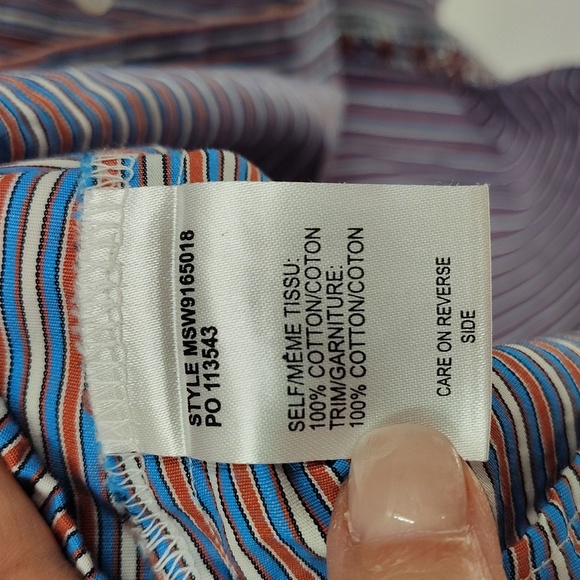 STYLE MSW9165018
PO 113543
SELF/MÊME TISSU:
100% COTTON/COTON
TRIM/GARNITURE:
100% COTTON/COTON
CARE ON REVERSE
SIDE